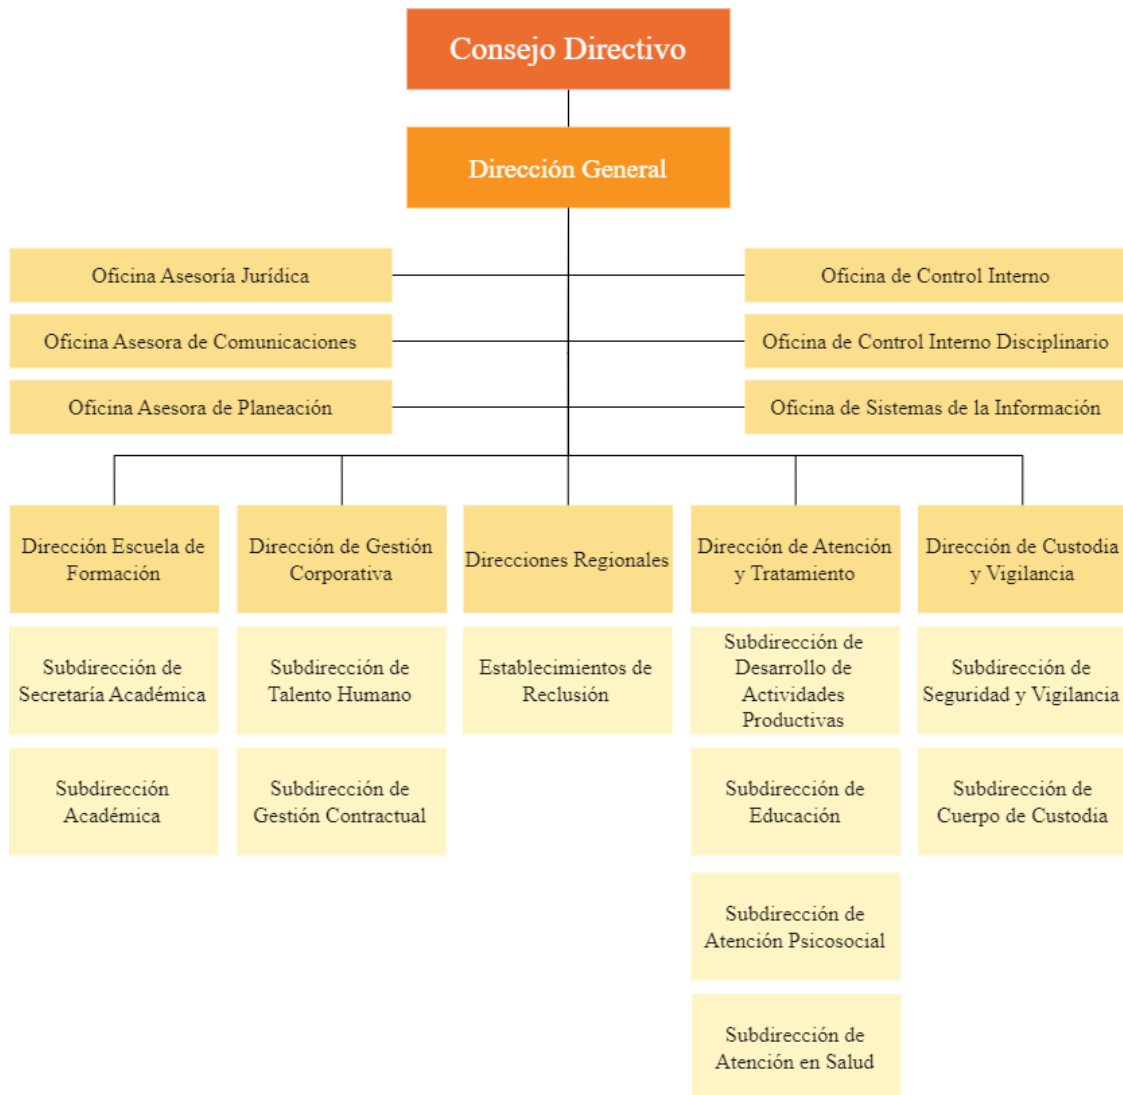 Consejo Directivo
Dirección General
Oficina Asesoría Jurídica
Oficina de Control Interno
Oficina Asesora de Comunicaciones
Oficina de Control Interno Disciplinario
Oficina Asesora de Planeación
Oficina de Sistemas de la Información
Dirección Escuela de
Formación
Dirección de Gestión
Corporativa
Direcciones Regionales
Dirección de Atención
y Tratamiento
Dirección de Custodia
y Vigilancia
Subdirección de
Secretaría Académica
Subdirección de
Talento Humano
Establecimientos de
Reclusión
Subdirección de
Desarrollo de
Actividades
Productivas
Subdirección de
Seguridad y Vigilancia
Subdirección
Académica
Subdirección de
Gestión Contractual
Subdirección de
Educación
Subdirección de
Cuerpo de Custodia
Subdirección de
Atención Psicosocial
Subdirección de
Atención en Salud